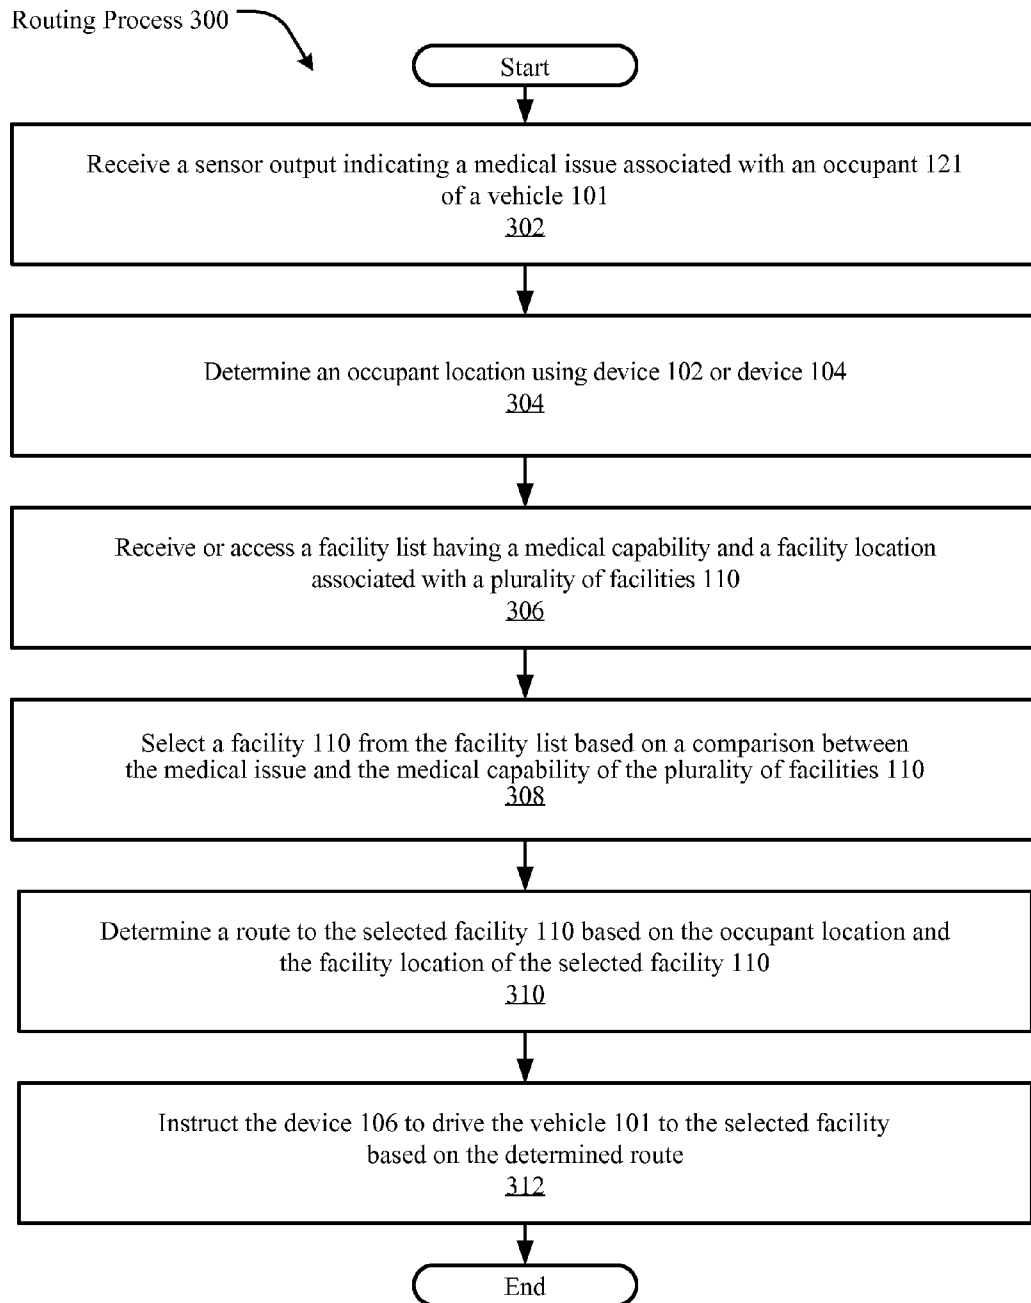 Routing Process 300
Start
Receive a sensor output indicating a medical issue associated with an occupant 121
of a vehicle 101
302
Determine an occupant location using device 102 or device 104
304
Receive or access a facility list having a medical capability and a facility location
associated with a plurality of facilities 110
306
Select a facility 110 from the facility list based on a comparison between
the medical issue and the medical capability of the plurality of facilities 110
308
Determine a route to the selected facility 110 based on the occupant location and
the facility location of the selected facility 110
310
Instruct the device 106 to drive the vehicle 101 to the selected facility
based on the determined route
312
End